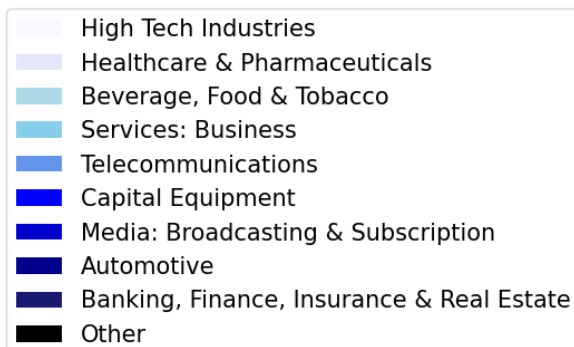 High Tech Industries
Healthcare & Pharmaceuticals
Beverage, Food & Tobacco
Services: Business
Telecommunications
Capital Equipment
Media: Broadcasting & Subscription
Automotive
Banking, Finance, Insurance & Real Estate
Other